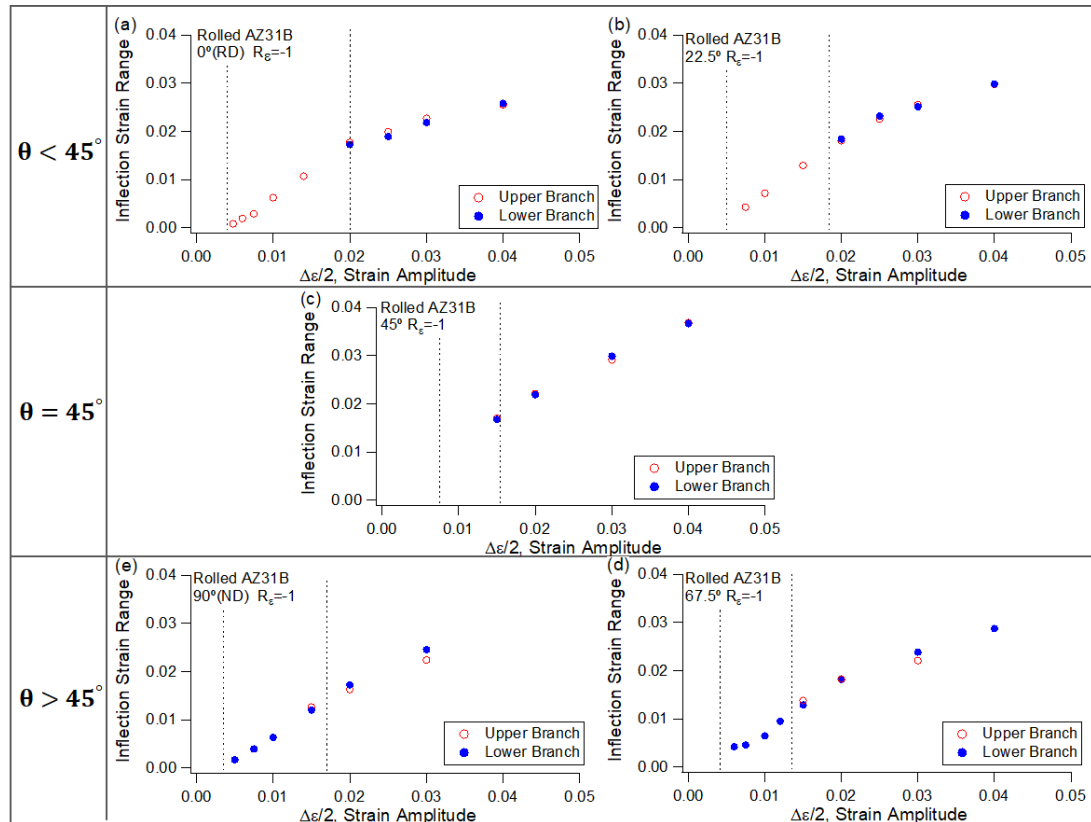 θ < 45°
(a)
Rolled AZ31B
0º(RD) Rε=-1
Inflection Strain Range
0.04
0.03
0.02
0.01
0.00
Upper Branch
Lower Branch
0.00 0.01 0.02 0.03 0.04 0.05
Δε/2, Strain Amplitude
(b)
Rolled AZ31B
22.5º Rε=-1
Inflection Strain Range
0.04
0.03
0.02
0.01
0.00
Upper Branch
Lower Branch
0.00 0.01 0.02 0.03 0.04 0.05
Δε/2, Strain Amplitude
θ = 45°
(c)
Rolled AZ31B
45º Rε=-1
Inflection Strain Range
0.04
0.03
0.02
0.01
0.00
Upper Branch
Lower Branch
0.00 0.01 0.02 0.03 0.04 0.05
Δε/2, Strain Amplitude
θ > 45°
(e)
Rolled AZ31B
90º(ND) Rε=-1
Inflection Strain Range
0.04
0.03
0.02
0.01
0.00
Upper Branch
Lower Branch
0.00 0.01 0.02 0.03 0.04 0.05
Δε/2, Strain Amplitude
(d)
Rolled AZ31B
67.5º Rε=-1
Inflection Strain Range
0.04
0.03
0.02
0.01
0.00
Upper Branch
Lower Branch
0.00 0.01 0.02 0.03 0.04 0.05
Δε/2, Strain Amplitude